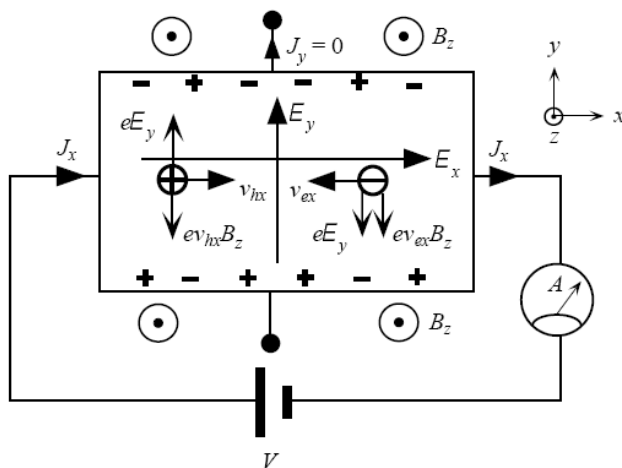 J_y = 0
B_z
− + − − + −
y
x
z
eE_y
E_y
J_x
E_x
J_x
v_hx
v_ex
ev_hxB_z
eE_y
ev_exB_z
+ − + + − +
A
B_z
V